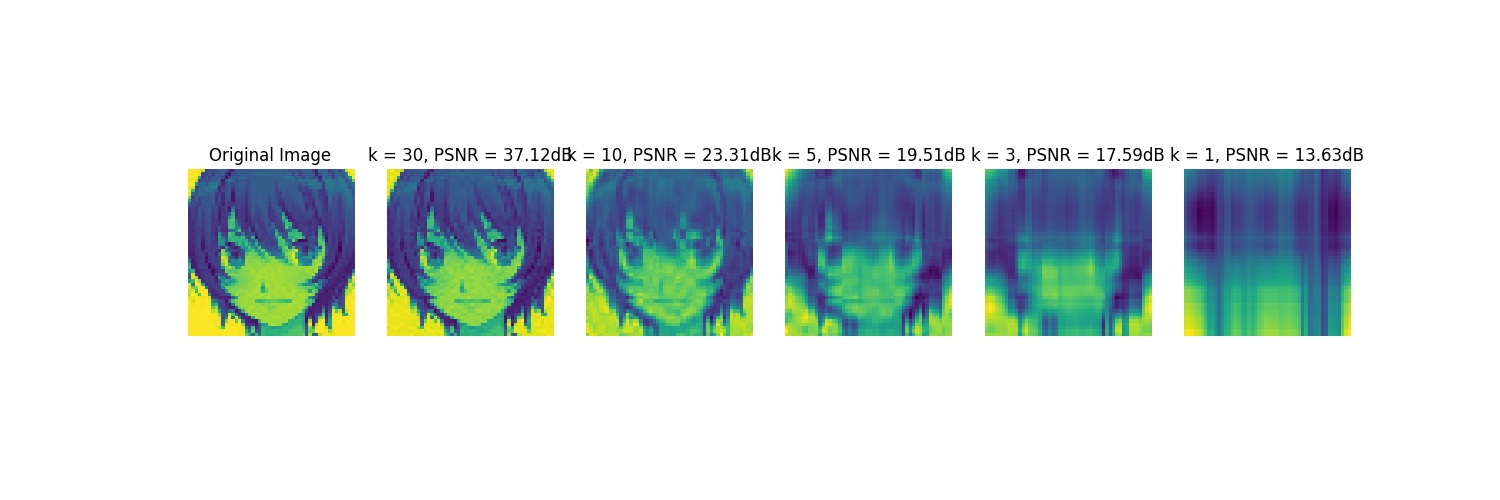 Original Image
k = 30, PSNR = 37.12dB
k = 10, PSNR = 23.31dB
k = 5, PSNR = 19.51dB
k = 3, PSNR = 17.59dB
k = 1, PSNR = 13.63dB